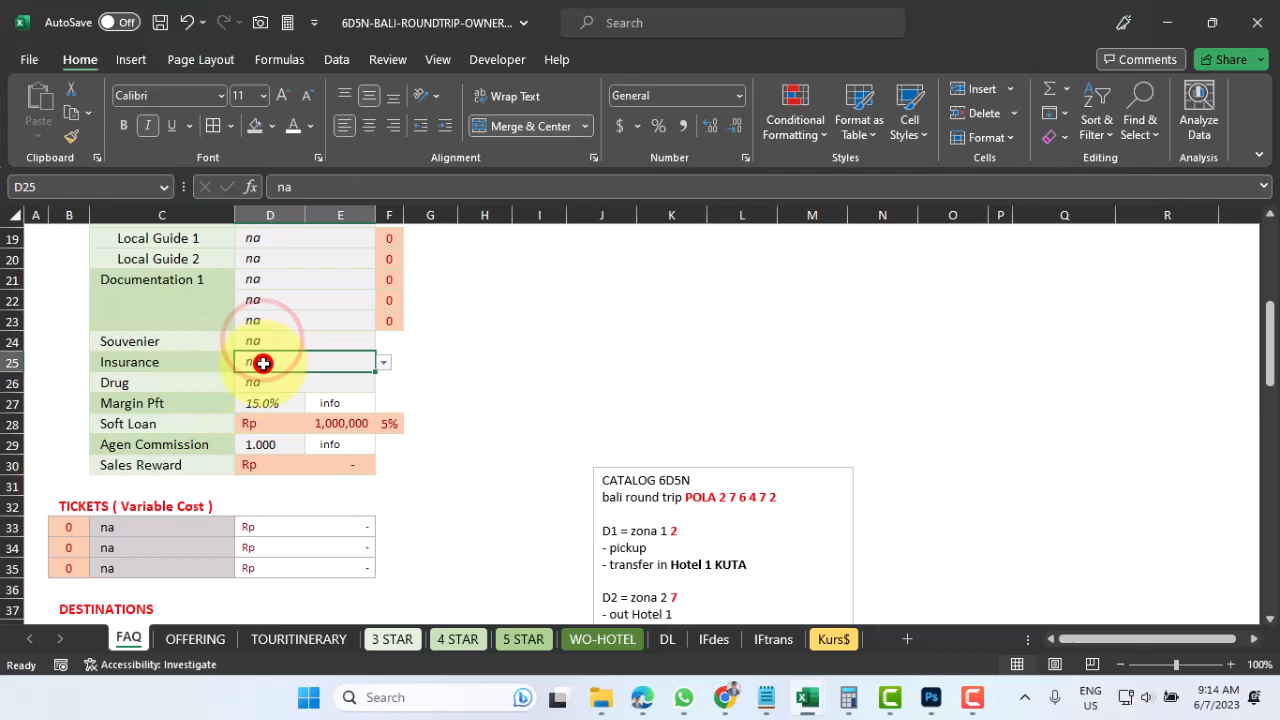 AutoSave Off 6D5N-BALI-ROUNDTRIP-OWNER... Search
File Home Insert Page Layout Formulas Data Review View Developer Help Comments Share
Paste Calibri 11 Wrap Text General Insert
Merge & Center Conditional Formatting Format as Table Cell Styles Delete Sort & Filter Find & Select Analyze Data
Format
Clipboard Font Alignment Number Styles Cells Editing Analysis
D25 fx na
A B C D E F G H I J K L M N O P Q R
19 Local Guide 1 na 0
20 Local Guide 2 na 0
21 Documentation 1 na 0
22 na 0
23 na 0
24 Souvenier na
25 Insurance
26 Drug na
27 Margin Pft 15.0% info
28 Soft Loan Rp 1,000,000 5%
29 Agen Commission 1.000 info
30 Sales Reward Rp -
31 CATALOG 6D5N
bali round trip POLA 2 7 6 4 7 2
32 TICKETS ( Variable Cost )
33 0 na Rp -
D1 = zona 1 2
34 0 na Rp -
- pickup
35 0 na Rp -
- transfer in Hotel 1 KUTA
36
37 DESTINATIONS
D2 = zona 2 7
- out Hotel 1
FAQ OFFERING TOURITINERARY 3 STAR 4 STAR 5 STAR WO-HOTEL DL IFdes IFtrans Kurs$
Ready Accessibility: Investigate 100%
Search ENG 9:14 AM
US 6/7/2023